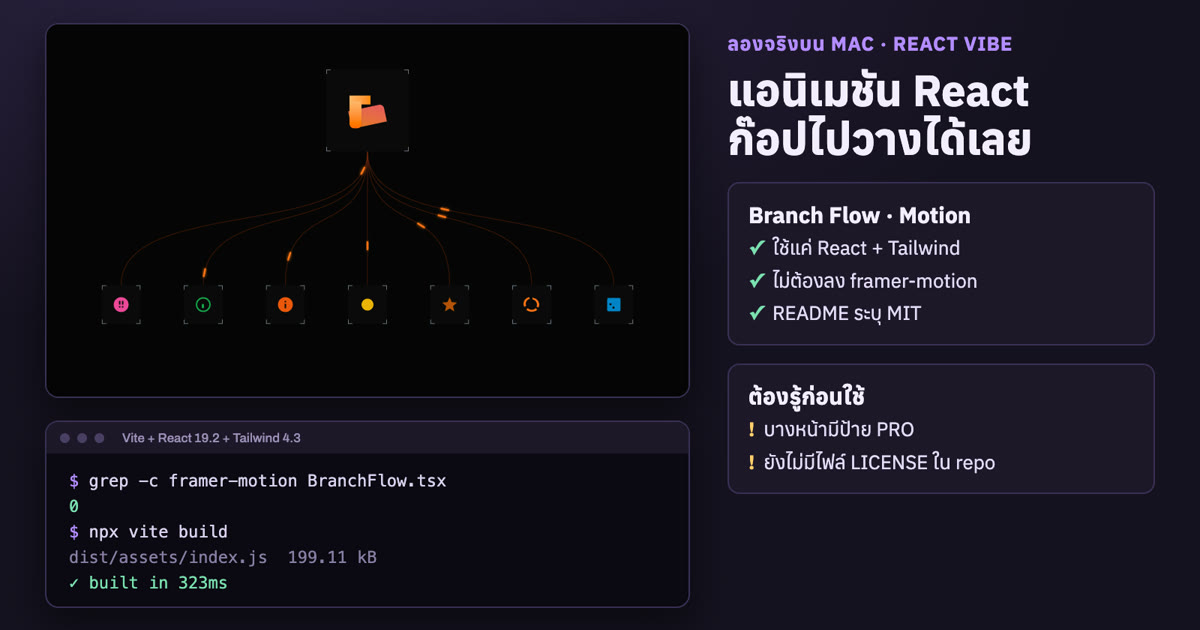 ลองจริงบน MAC · REACT VIBE
แอนิเมชัน React
ก๊อปไปวางได้เลย
Branch Flow · Motion
✓ ใช้แค่ React + Tailwind
✓ ไม่ต้องลง framer-motion
✓ README ระบุ MIT
ต้องรู้ก่อนใช้
! บางหน้ามีป้าย PRO
! ยังไม่มีไฟล์ LICENSE ใน repo
Vite + React 19.2 + Tailwind 4.3
$ grep -c framer-motion BranchFlow.tsx
0
$ npx vite build
dist/assets/index.js 199.11 kB
✓ built in 323ms